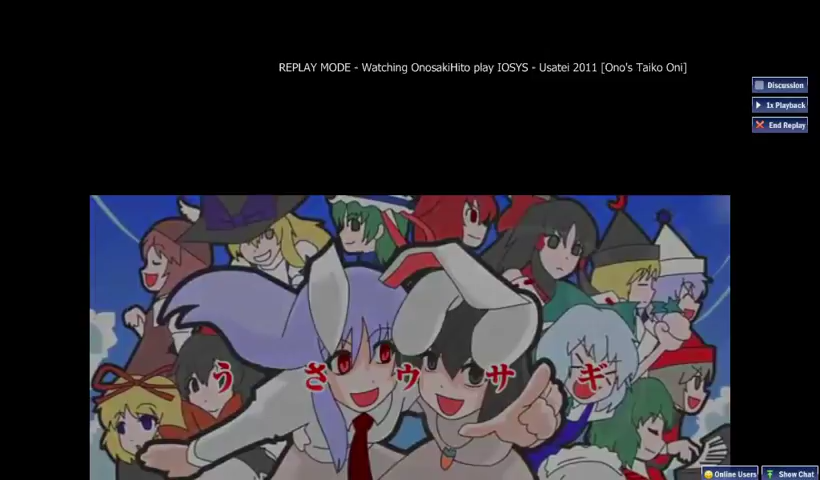 REPLAY MODE - Watching OnosakiHito play IOSYS - Usatei 2011 [Ono's Taiko Oni]
Discussion
1x Playback
End Replay
うさウサギ
Online Users
Show Chat